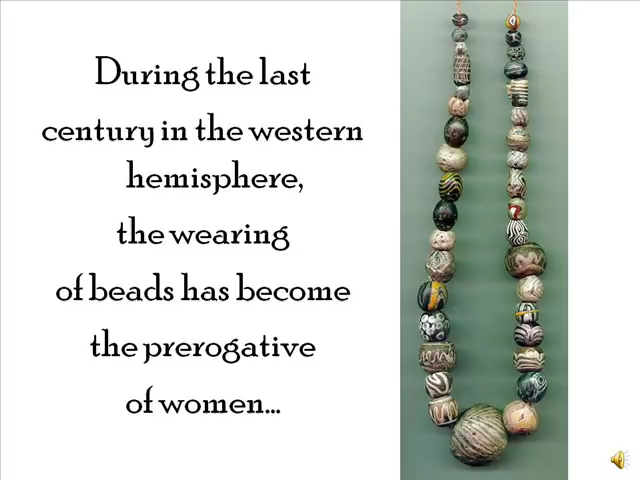 During the last
century in the western
hemisphere,
the wearing
of beads has become
the prerogative
of women...